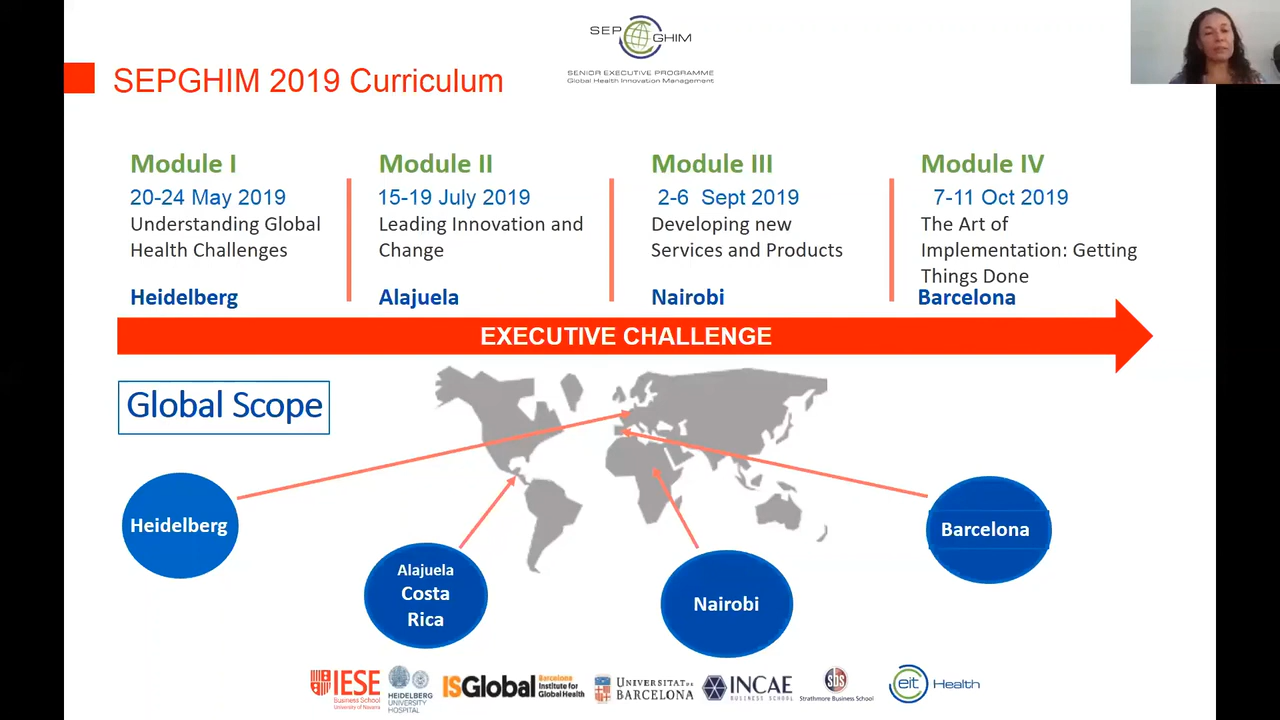 SEP GHIM
SENIOR EXECUTIVE PROGRAMME
Global Health Innovation Management
SEPGHIM 2019 Curriculum
Module I
20-24 May 2019
Understanding Global
Health Challenges
Heidelberg
Module II
15-19 July 2019
Leading Innovation and
Change
Alajuela
Module III
2-6 Sept 2019
Developing new
Services and Products
Nairobi
Module IV
7-11 Oct 2019
The Art of
Implementation: Getting
Things Done
Barcelona
EXECUTIVE CHALLENGE
Global Scope
Heidelberg
Alajuela
Costa
Rica
Nairobi
Barcelona
IESE
Business School
University of Navarra
HEIDELBERG
UNIVERSITY
HOSPITAL
ISGlobal
Barcelona
Institute for
Global Health
UNIVERSITAT DE
BARCELONA
INCAE
BUSINESS SCHOOL
sbs
Strathmore Business School
eit Health